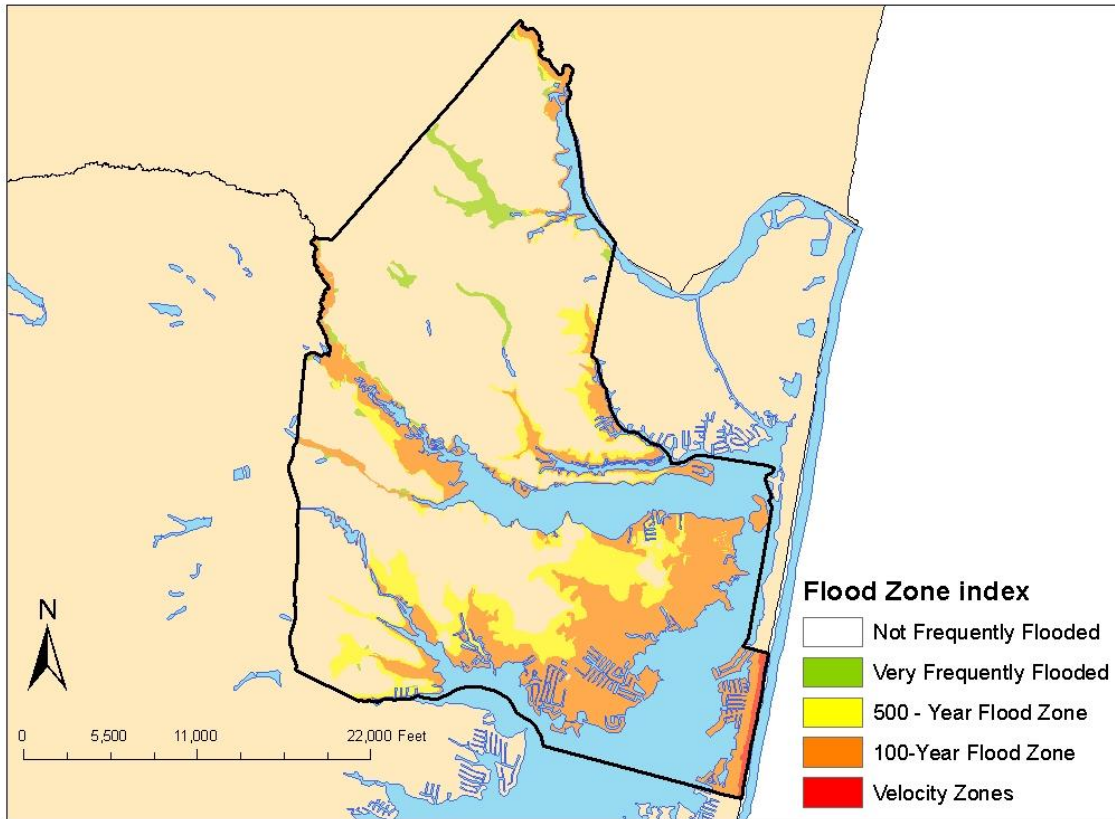 N
0 5,500 11,000 22,000 Feet
Flood Zone index
Not Frequently Flooded
Very Frequently Flooded
500 - Year Flood Zone
100-Year Flood Zone
Velocity Zones